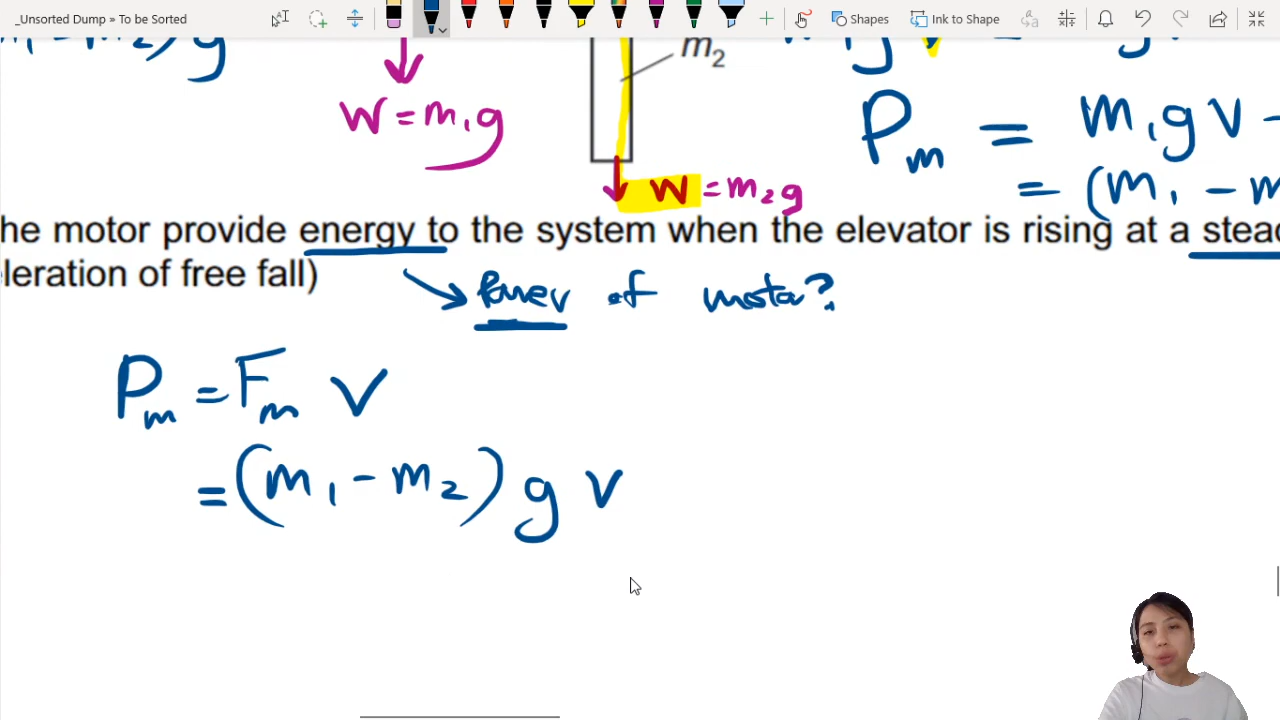 _Unsorted Dump » To be Sorted
Shapes
Ink to Shape
m₂) g
m₂
W = m₁g
W = m₂g
Pm = m₁gv -
= (m₁ - m
he motor provide energy to the system when the elevator is rising at a stead
leration of free fall)
Power of motor?
Pm = Fm v
= (m₁ - m₂) g v